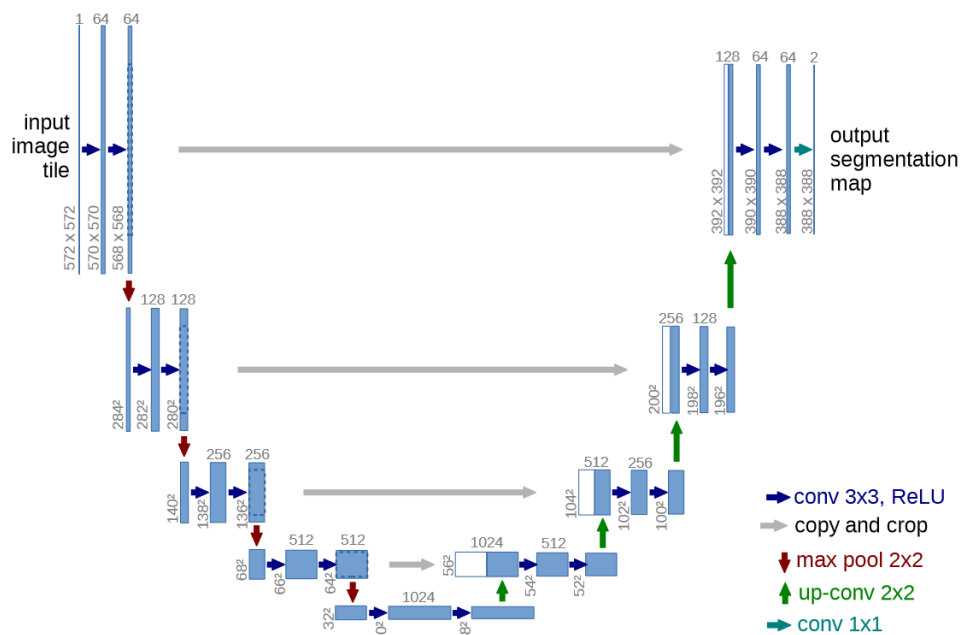 1 64 64
128 64 64 2
input
image
tile
output
segmentation
map
572 x 572
570 x 570
568 x 568
392 x 392
390 x 390
388 x 388
388 x 388
128 128
256 128
284²
282²
280²
200²
198²
196²
256 256
512 256
140²
138²
136²
104²
102²
100²
512 512
1024 512
68²
66²
64²
56²
54²
52²
1024
32²
0²
8²
conv 3x3, ReLU
copy and crop
max pool 2x2
up-conv 2x2
conv 1x1